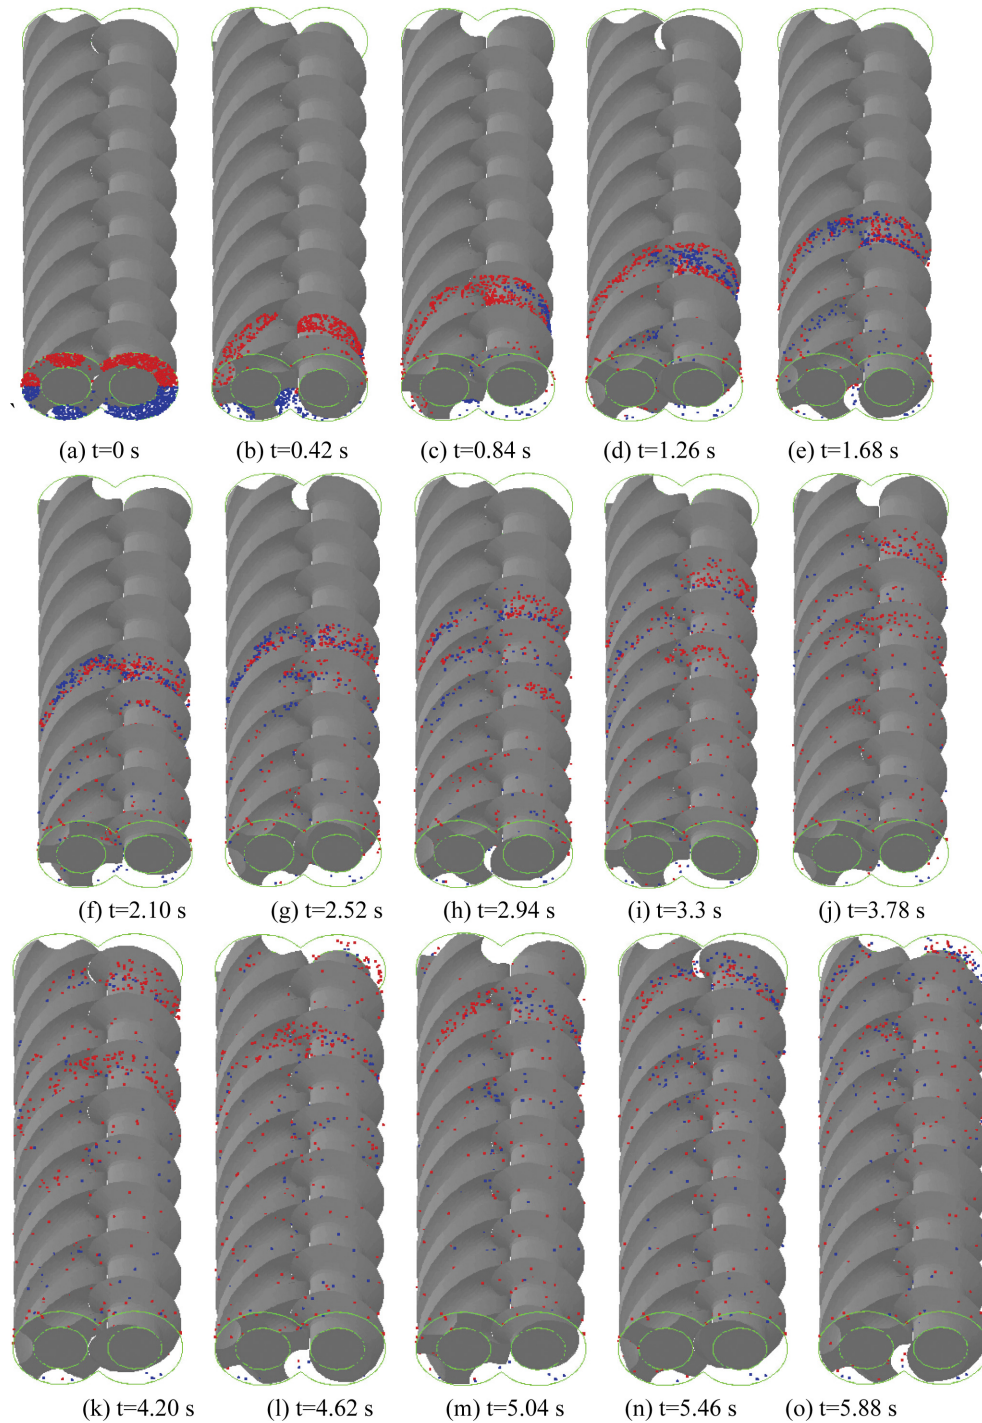 (a) t=0 s (b) t=0.42 s (c) t=0.84 s (d) t=1.26 s (e) t=1.68 s
(f) t=2.10 s (g) t=2.52 s (h) t=2.94 s (i) t=3.3 s (j) t=3.78 s
(k) t=4.20 s (l) t=4.62 s (m) t=5.04 s (n) t=5.46 s (o) t=5.88 s